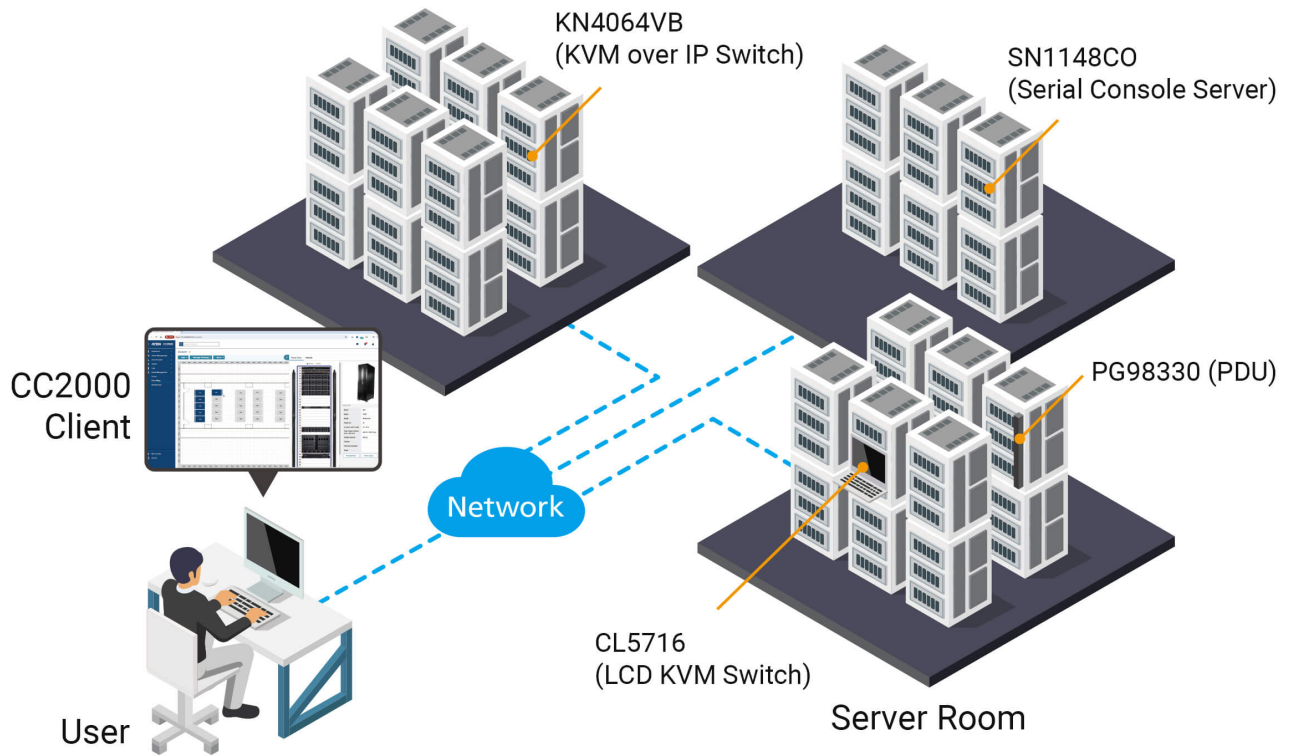 KN4064VB
(KVM over IP Switch)
SN1148CO
(Serial Console Server)
CC2000
Client
PG98330 (PDU)
Network
CL5716
(LCD KVM Switch)
User
Server Room